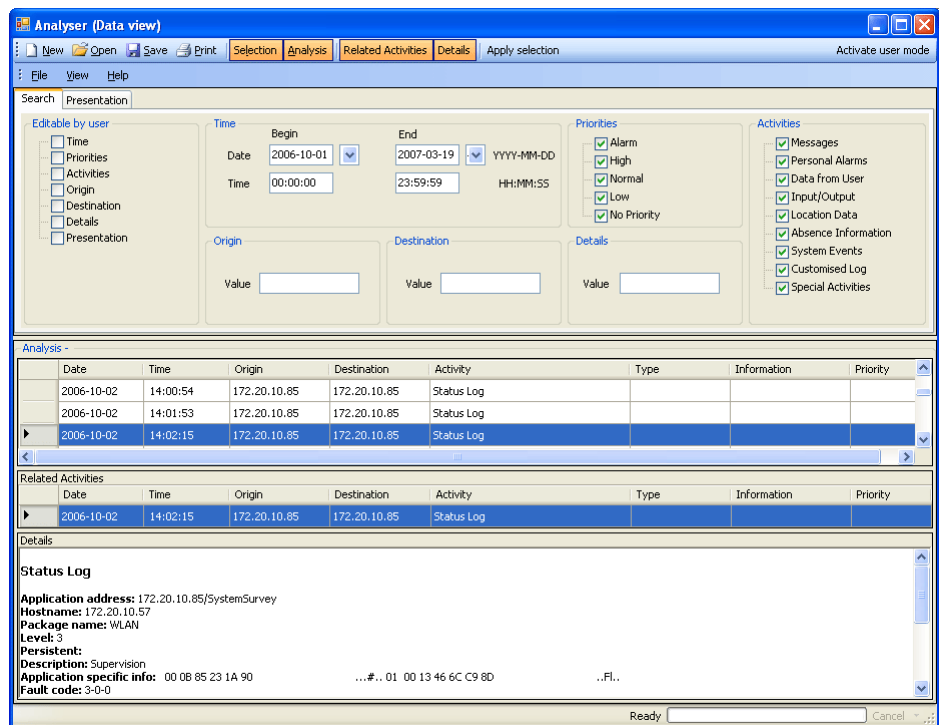 Analyser (Data view)
New Open Save Print Selection Analysis Related Activities Details Apply selection Activate user mode
File View Help
Search Presentation
Editable by user
Time
Priorities
Activities
Origin
Destination
Details
Presentation
Time
Begin End
Date 2006-10-01 2007-03-19 YYYY-MM-DD
Time 00:00:00 23:59:59 HH:MM:SS
Origin
Value
Destination
Value
Priorities
Alarm
High
Normal
Low
No Priority
Details
Value
Activities
Messages
Personal Alarms
Data from User
Input/Output
Location Data
Absence Information
System Events
Customised Log
Special Activities
Analysis -
Date Time Origin Destination Activity Type Information Priority
2006-10-02 14:00:54 172.20.10.85 172.20.10.85 Status Log
2006-10-02 14:01:53 172.20.10.85 172.20.10.85 Status Log
2006-10-02 14:02:15 172.20.10.85 172.20.10.85 Status Log
Related Activities
Date Time Origin Destination Activity Type Information Priority
2006-10-02 14:02:15 172.20.10.85 172.20.10.85 Status Log
Details
Status Log
Application address: 172.20.10.85/SystemSurvey
Hostname: 172.20.10.57
Package name: WLAN
Level: 3
Persistent:
Description: Supervision
Application specific info: 00 0B 85 23 1A 90 ...#.. 01 00 13 46 6C C9 8D ..Fl..
Fault code: 3-0-0
Ready Cancel